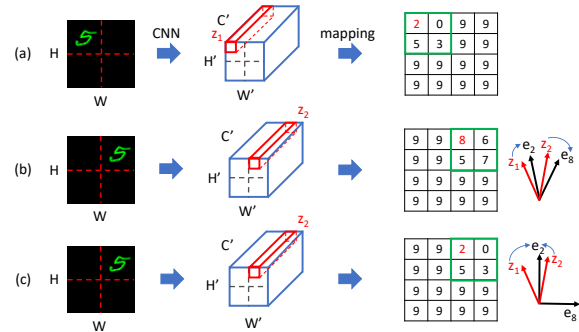 CNN mapping
(a) 5 H W C' z1 H' W'
2 0 9 9
5 3 9 9
9 9 9 9
9 9 9 9
(b) 5 H W C' z2 H' W'
9 9 8 6
9 9 5 7
9 9 9 9
9 9 9 9
z1 e2 z2 e8
(c) 5 H W C' z2 H' W'
9 9 2 0
9 9 5 3
9 9 9 9
9 9 9 9
z1 e2 z2 e8